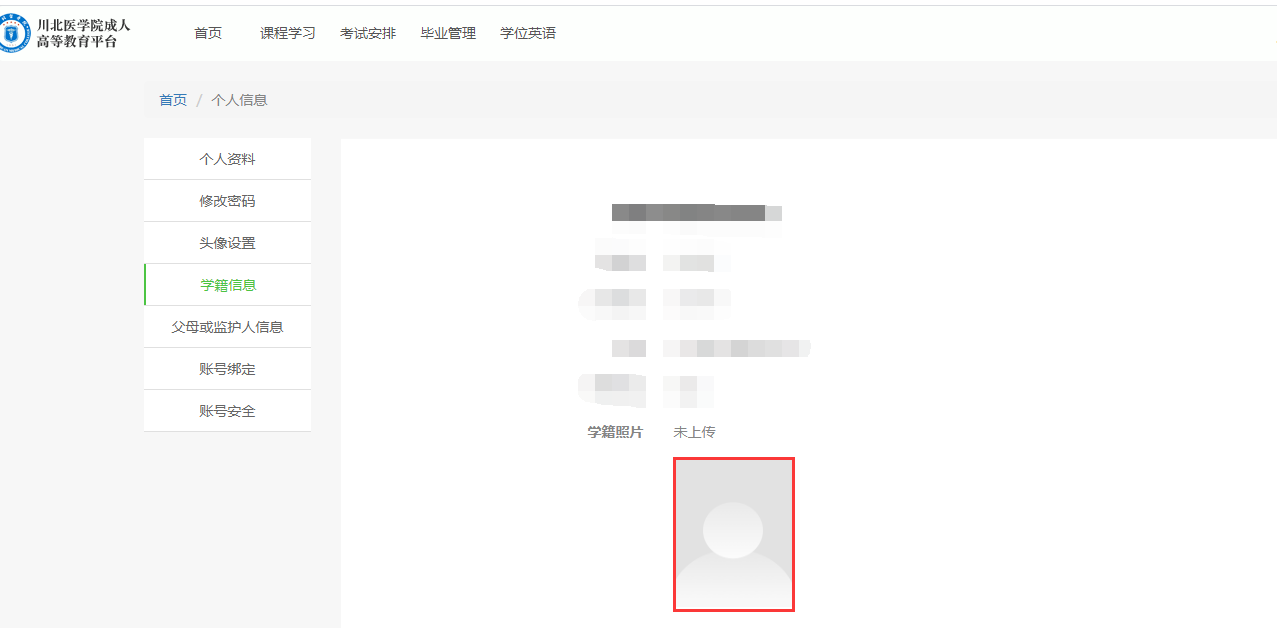 川北医学院成人
高等教育平台
首页 课程学习 考试安排 毕业管理 学位英语
首页 / 个人信息
个人资料
修改密码
头像设置
学籍信息
父母或监护人信息
账号绑定
账号安全
学籍照片 未上传